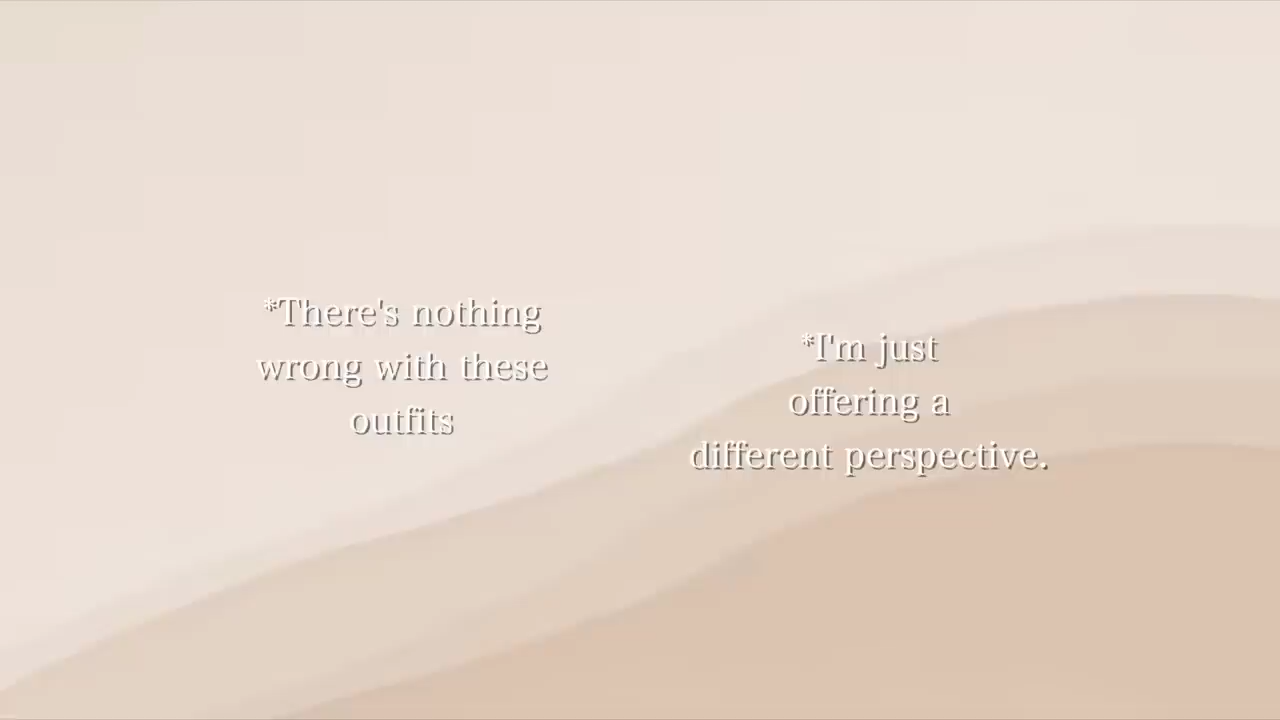 *There's nothing
wrong with these
outfits
*I'm just
offering a
different perspective.